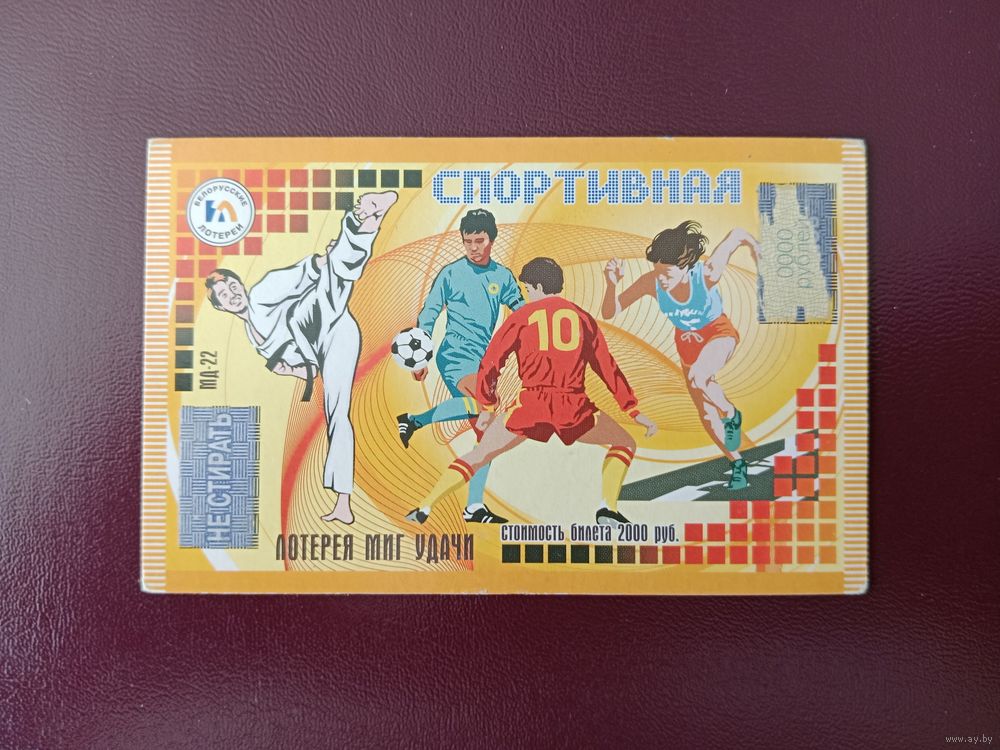 СПОРТИВНАЯ
БЕЛОРУССКИЕ
ЛОТЕРЕИ
0000
рублей
МД-22
10
НЕ СТИРАТЬ
ЛОТЕРЕЯ МИГ УДАЧИ
стоимость билета 2000 руб.
www.ay.by